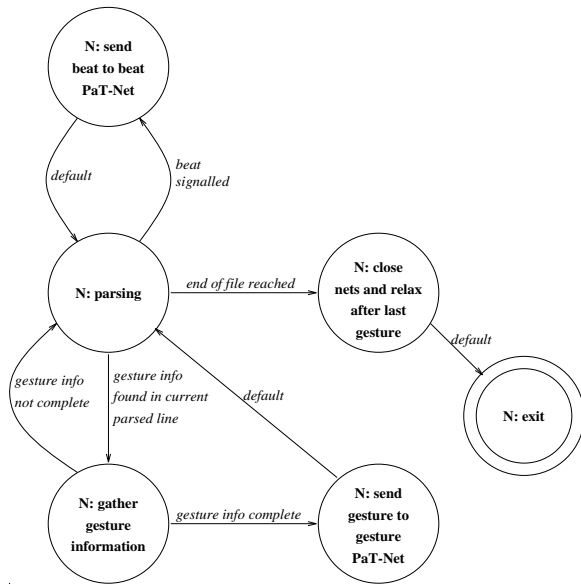 N: send
beat to beat
PaT-Net
default
beat
signalled
N: parsing
end of file reached
N: close
nets and relax
after last
gesture
default
N: exit
gesture info
not complete
gesture info
found in current
parsed line
default
N: gather
gesture
information
gesture info complete
N: send
gesture to
gesture
PaT-Net